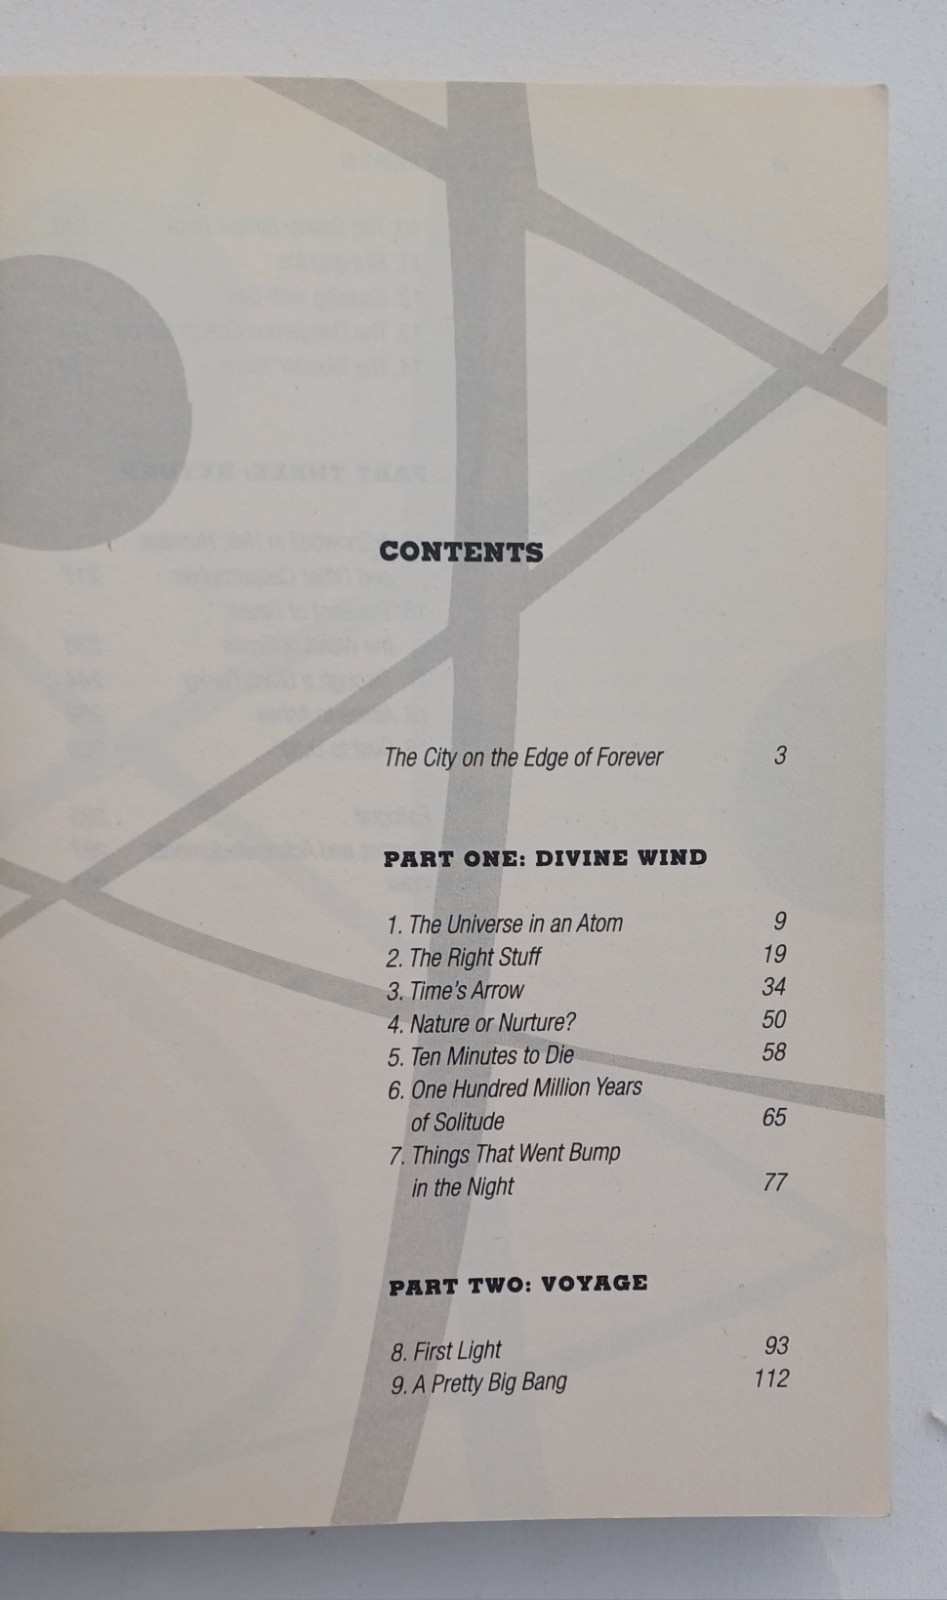 CONTENTS
The City on the Edge of Forever 3
PART ONE: DIVINE WIND
1. The Universe in an Atom 9
2. The Right Stuff 19
3. Time's Arrow 34
4. Nature or Nurture? 50
5. Ten Minutes to Die 58
6. One Hundred Million Years
of Solitude 65
7. Things That Went Bump
in the Night 77
PART TWO: VOYAGE
8. First Light 93
9. A Pretty Big Bang 112